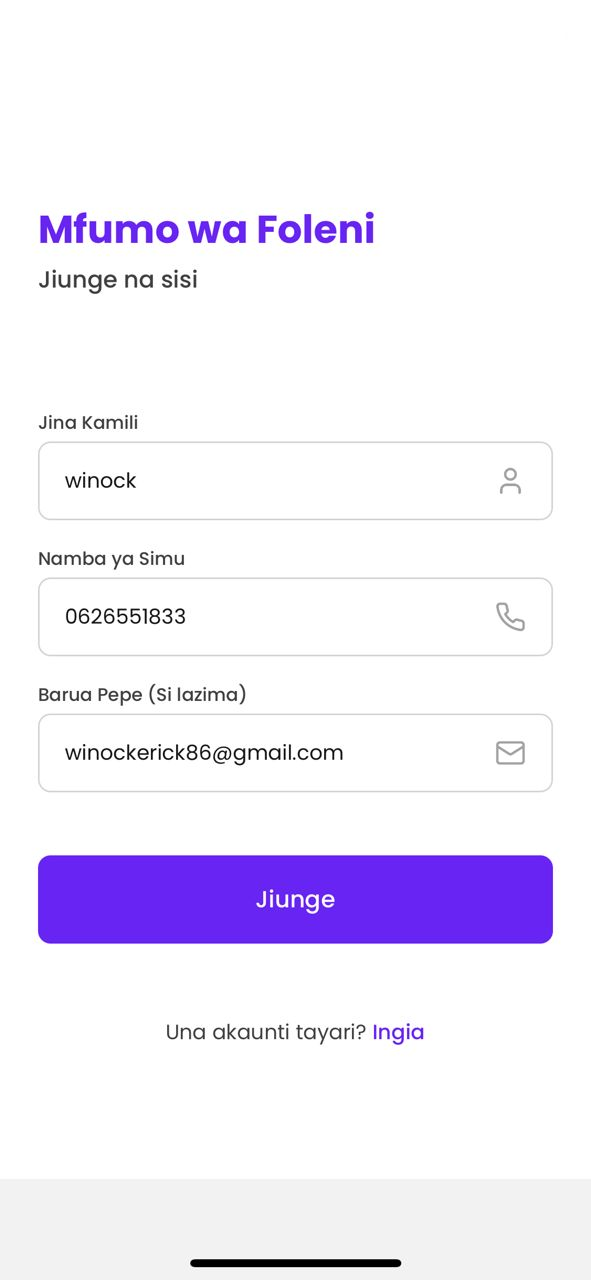 Mfumo wa Foleni
Jiunge na sisi
Jina Kamili
winock
Namba ya Simu
0626551833
Barua Pepe (Si lazima)
winockerick86@gmail.com
Jiunge
Una akaunti tayari? Ingia